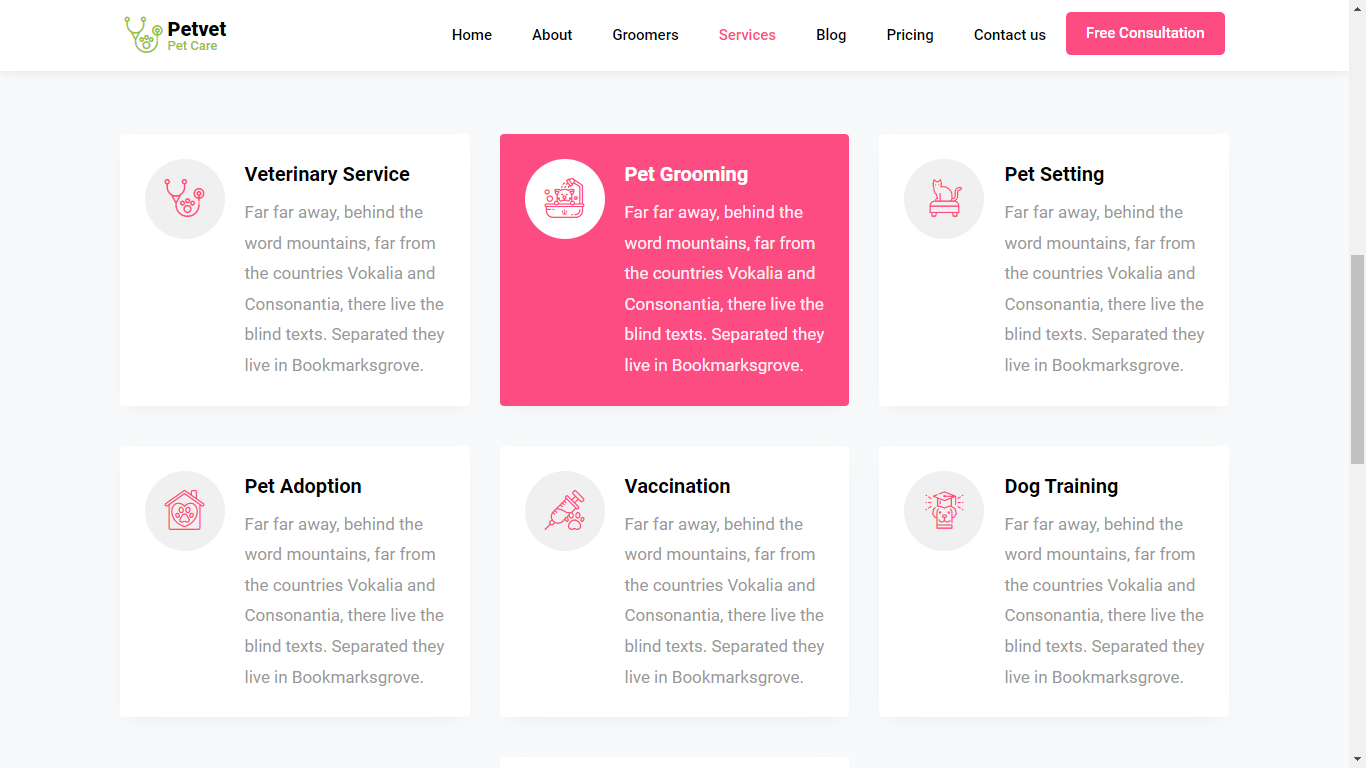 Petvet
Pet Care
Home
About
Groomers
Services
Blog
Pricing
Contact us
Free Consultation
Veterinary Service
Far far away, behind the
word mountains, far from
the countries Vokalia and
Consonantia, there live the
blind texts. Separated they
live in Bookmarksgrove.
Pet Grooming
Far far away, behind the
word mountains, far from
the countries Vokalia and
Consonantia, there live the
blind texts. Separated they
live in Bookmarksgrove.
Pet Setting
Far far away, behind the
word mountains, far from
the countries Vokalia and
Consonantia, there live the
blind texts. Separated they
live in Bookmarksgrove.
Pet Adoption
Far far away, behind the
word mountains, far from
the countries Vokalia and
Consonantia, there live the
blind texts. Separated they
live in Bookmarksgrove.
Vaccination
Far far away, behind the
word mountains, far from
the countries Vokalia and
Consonantia, there live the
blind texts. Separated they
live in Bookmarksgrove.
Dog Training
Far far away, behind the
word mountains, far from
the countries Vokalia and
Consonantia, there live the
blind texts. Separated they
live in Bookmarksgrove.